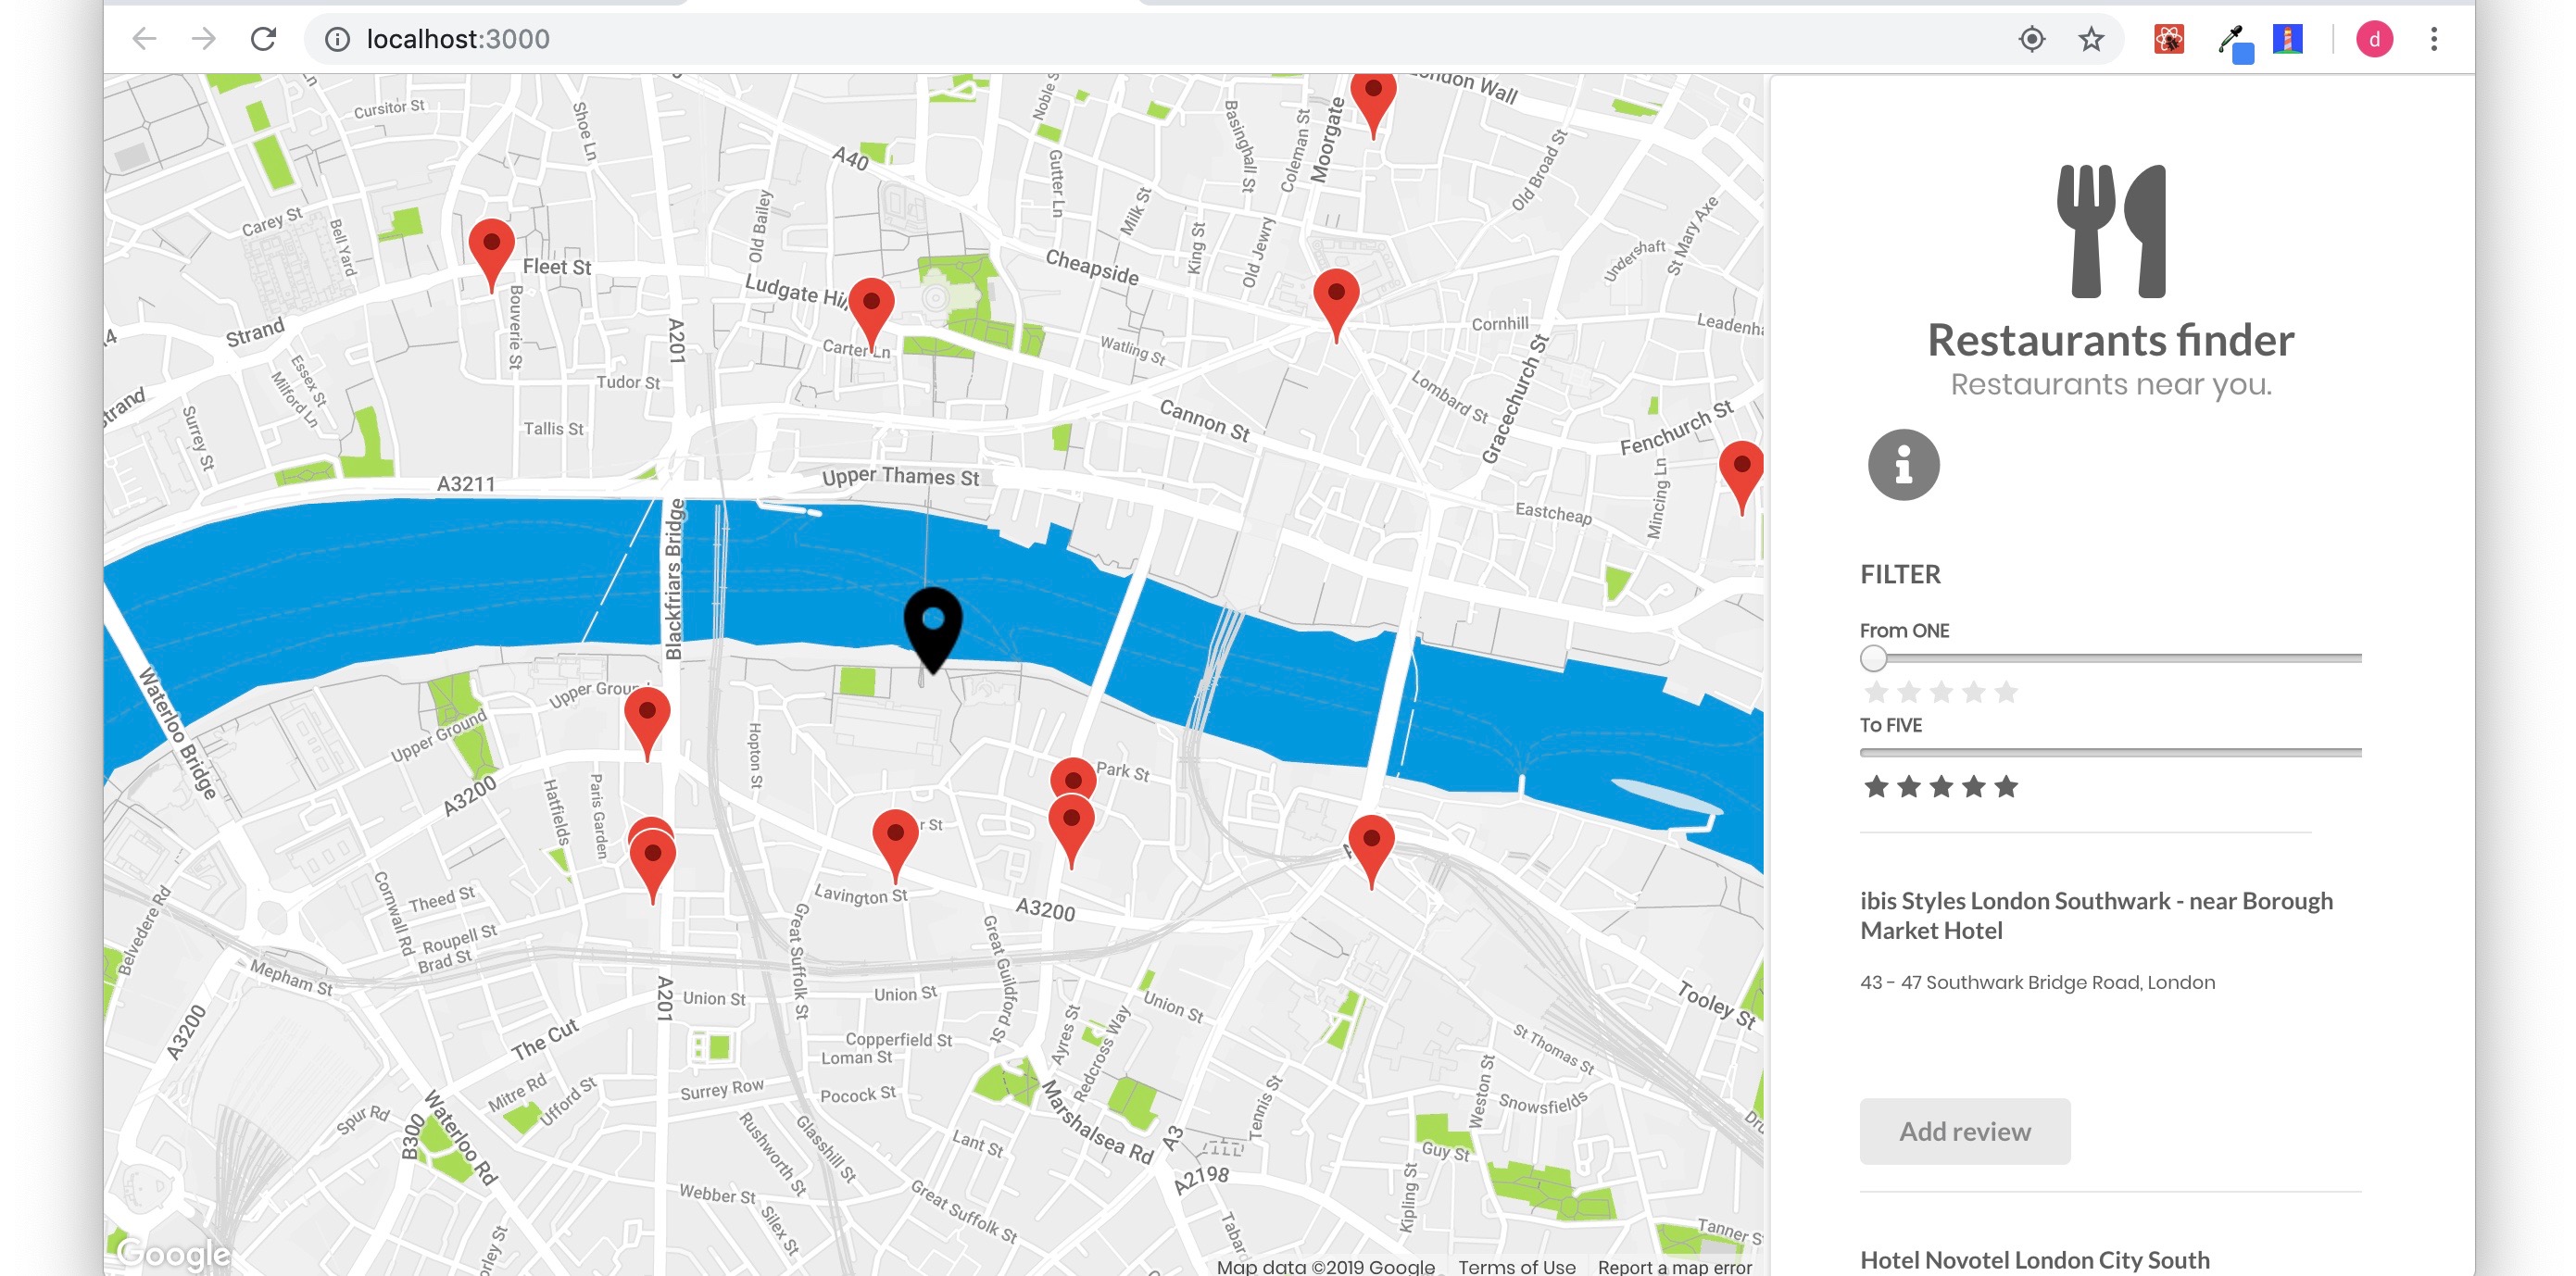 localhost:3000
d
London Wall
Cursitor St
Shoe Ln
Noble S
Basinghall St
Coleman St
Moorgate
A40
Gutter Ln
Milk St
Old Broad St
Carey St
Bell Yard
Old Bailey
King St
Old Jewry
St Mary Axe
Undershaft
Fleet St
Cheapside
Ludgate Hil
Bouverie St
Strand
A201
Carter Ln
Watling St
Cornhill
Leadenha
Essex St
Milford Ln
Tudor St
Lombard St
Gracechurch St
Strand
Surrey St
Tallis St
Cannon St
Fenchurch St
A3211
Upper Thames St
Mincing Ln
Eastcheap
Blackfriars Bridge
Waterloo Bridge
Upper Ground
Upper Ground
Hopton St
Park St
A3200
Hatfields
Paris Garden
r St
Lavington St
A3200
Belvedere Rd
Cornwall Rd
Theed St
Roupell St
Brad St
Great Suffolk St
Great Guildford St
Mepham St
A201
Union St
Union St
Union St
Tooley St
A3200
The Cut
Copperfield St
Loman St
Ayres St
Redcross Way
St Thomas St
Mitre Rd
Ufford St
Surrey Row
Pocock St
Marshalsea Rd
Tennis St
Weston St
Snowsfields
Spur Rd
B300
Waterloo Rd
Rushworth St
Glasshill St
Lant St
A3
Guy St
A2198
Webber St
Silex St
Great Suffolk St
Tabard
Kipling St
Tanner S
Google
Map data ©2019 Google
Terms of Use
Report a map error
Restaurants finder
Restaurants near you.
FILTER
From ONE
To FIVE
ibis Styles London Southwark - near Borough
Market Hotel
43 - 47 Southwark Bridge Road, London
Add review
Hotel Novotel London City South